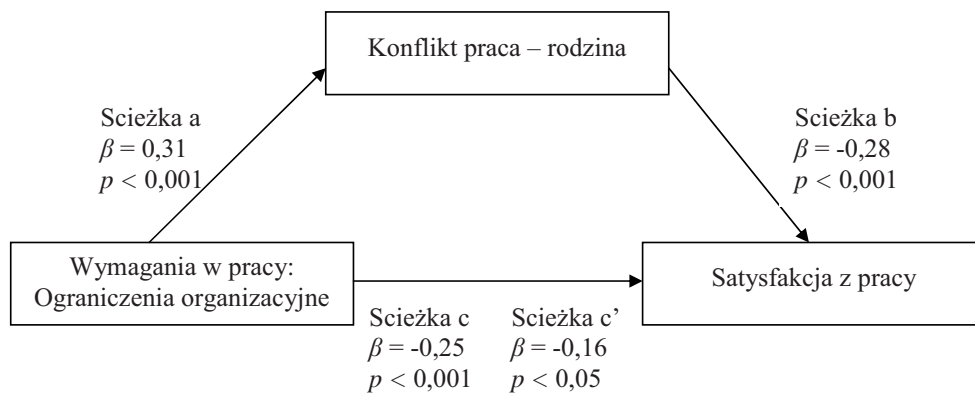 Konflikt praca – rodzina
Scieżka a
β = 0,31
p < 0,001
Scieżka b
β = -0,28
p < 0,001
Wymagania w pracy:
Ograniczenia organizacyjne
Satysfakcja z pracy
Scieżka c
β = -0,25
p < 0,001
Scieżka c’
β = -0,16
p < 0,05